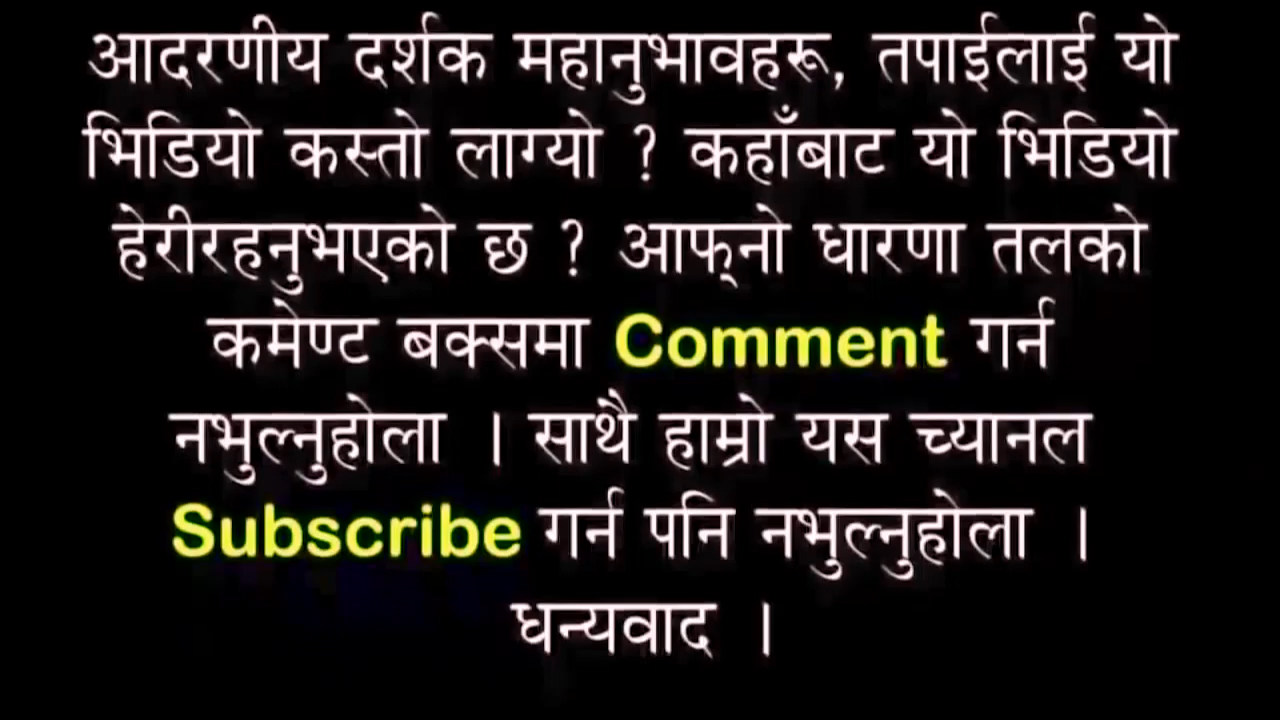 आदरणीय दर्शक महानुभावहरू, तपाईलाई यो
भिडियो कस्तो लाग्यो ? कहाँबाट यो भिडियो
हेरीरहनुभएको छ ? आफ्‌नो धारणा तलको
कमेण्ट बक्समा Comment गर्न
नभुल्नुहोला । साथै हाम्रो यस च्यानल
Subscribe गर्न पनि नभुल्नुहोला ।
धन्यवाद ।